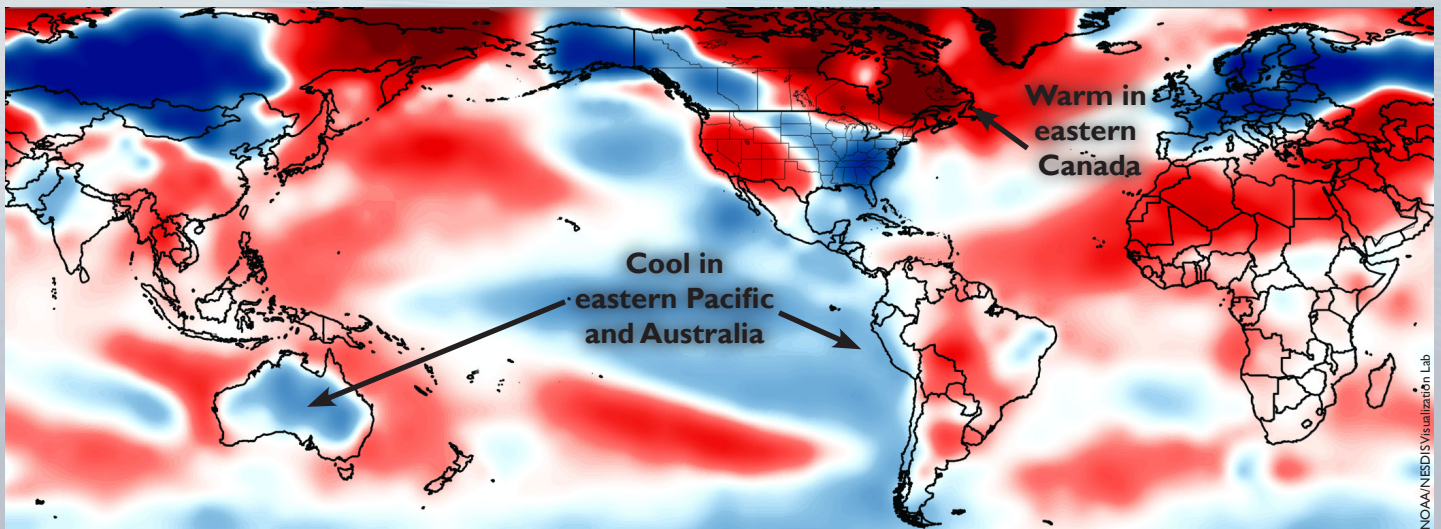 Warm in
eastern
Canada
Cool in
eastern Pacific
and Australia
NOAA/NESDIS Visualization Lab